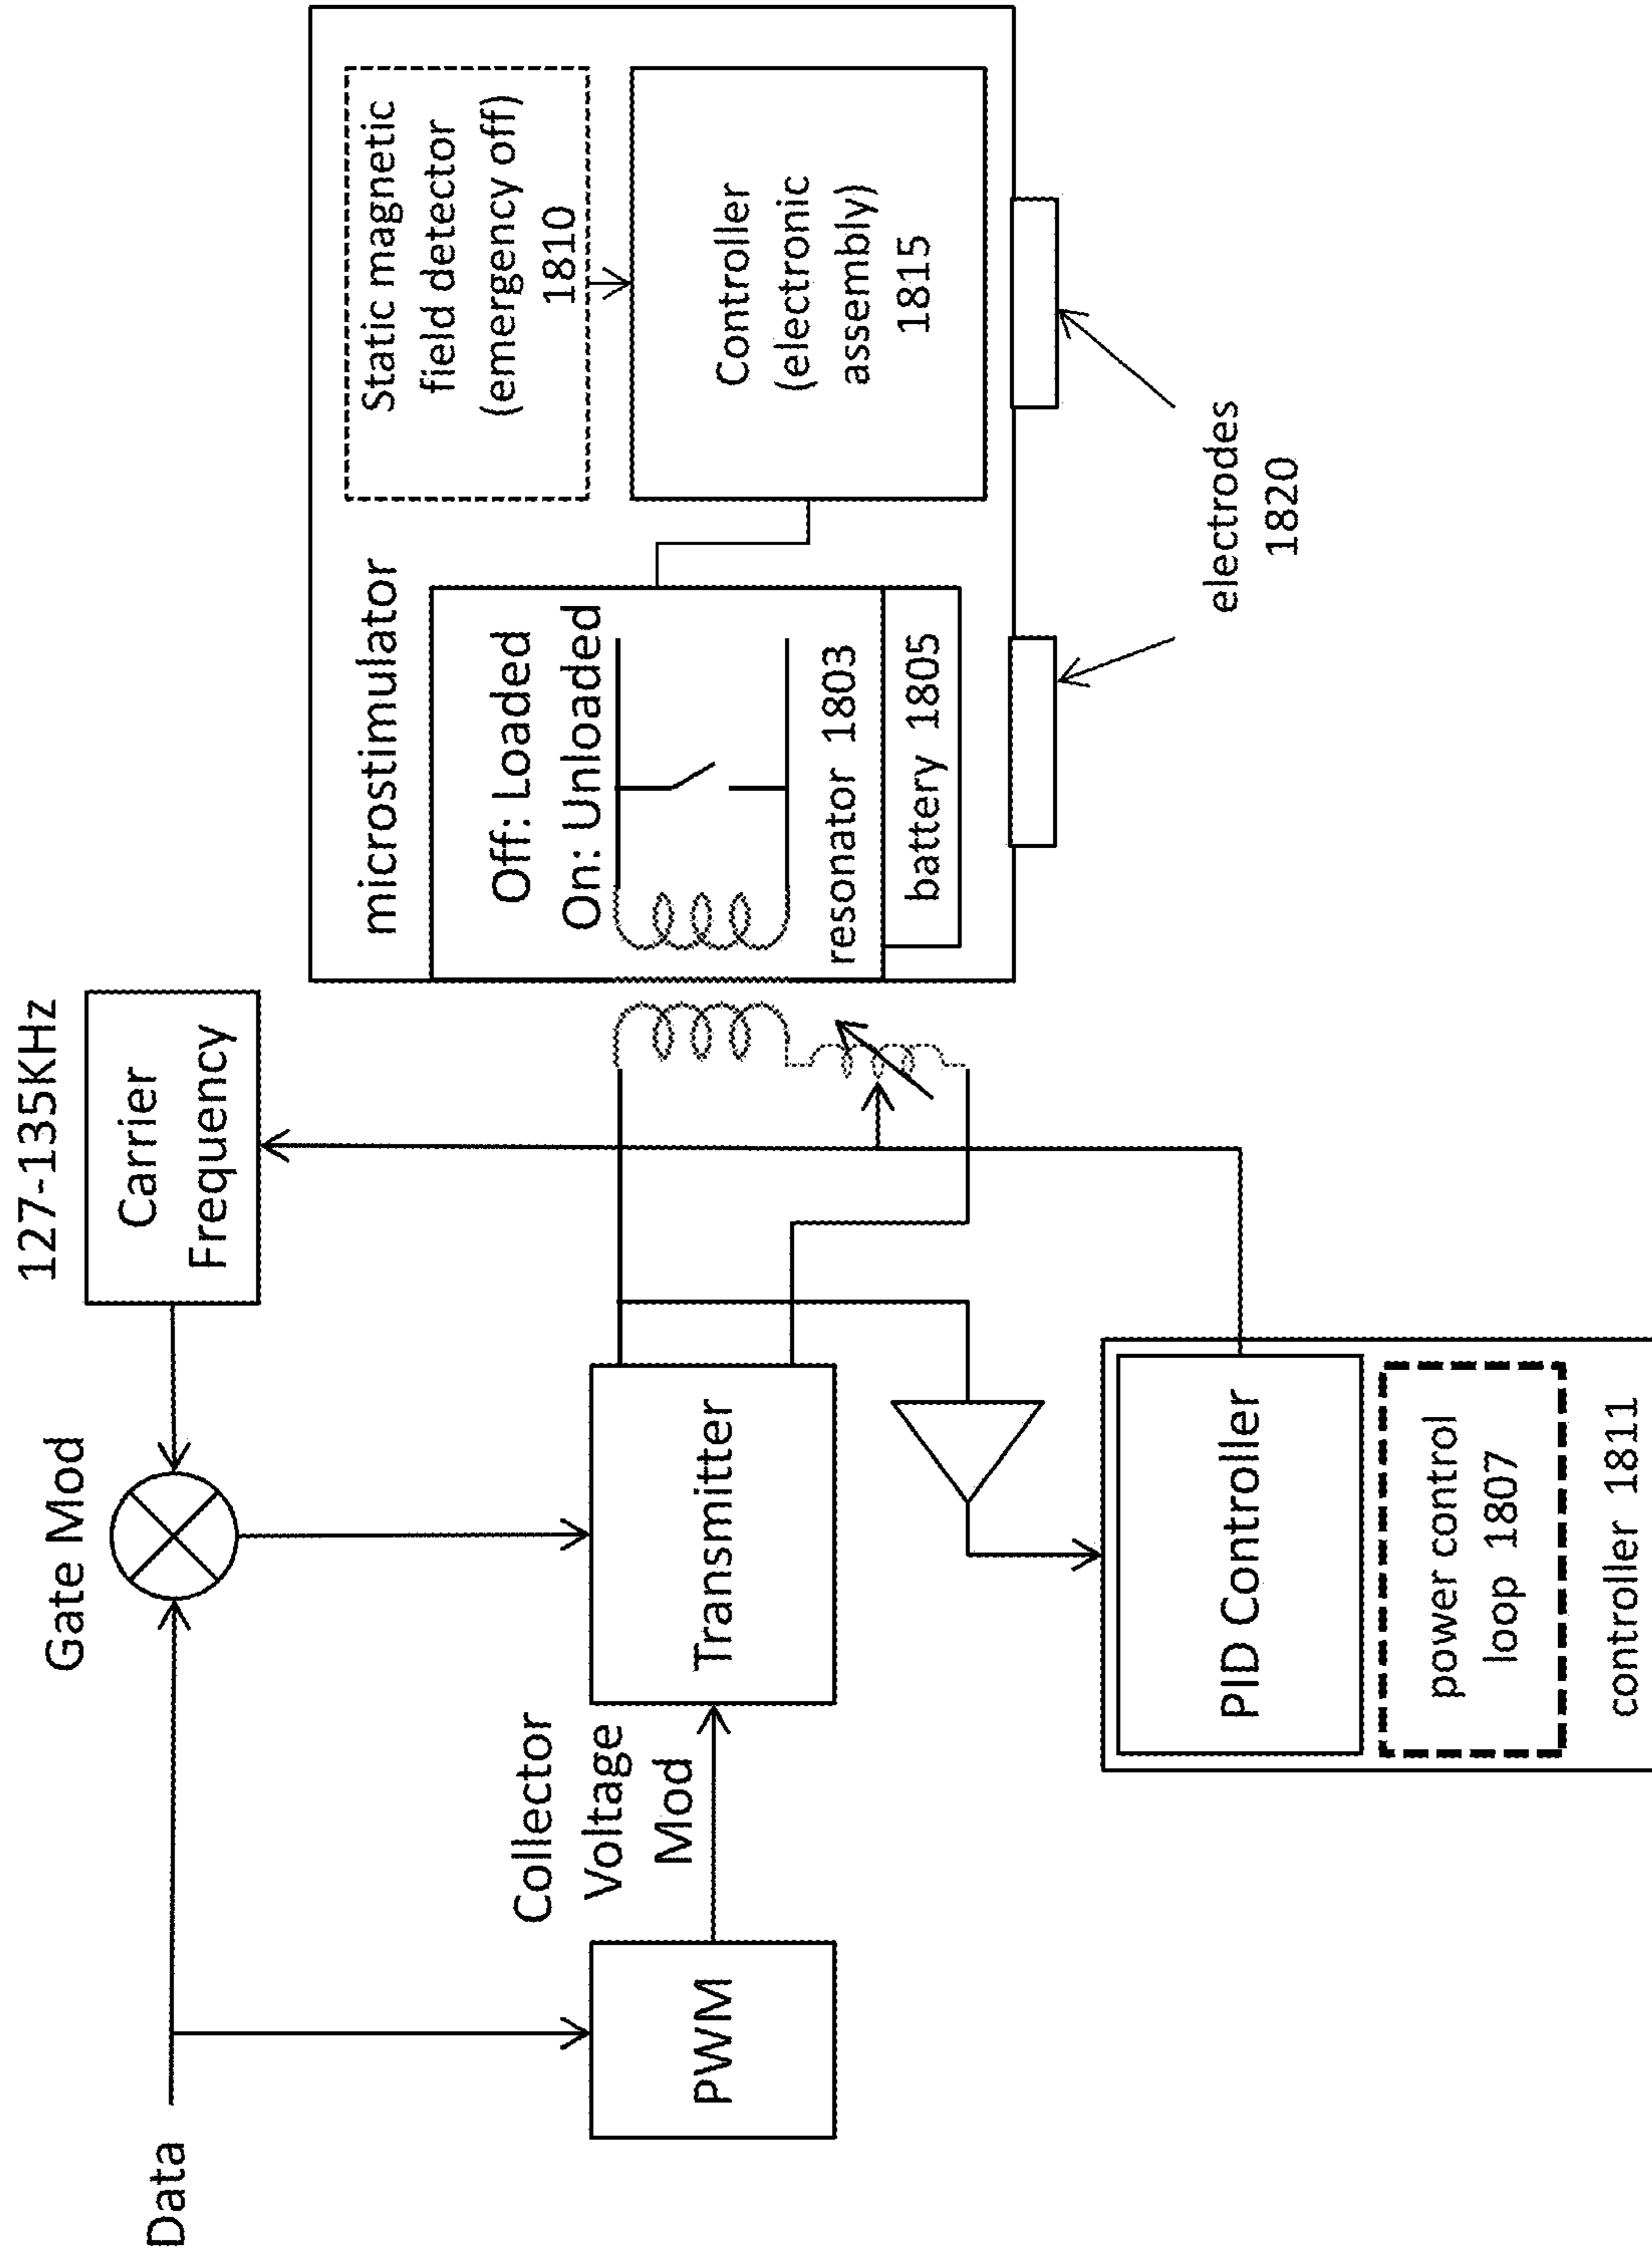 127-135KHz
Gate Mod
Carrier
Frequency
Data
microstimulator
Static magnetic
field detector
(emergency off)
1810
Off: Loaded
On: Unloaded
resonator 1803
battery 1805
Controller
(electronic
assembly)
1815
Collector
Voltage
Mod
PWM
Transmitter
electrodes
1820
PID Controller
power control
loop 1807
controller 1811